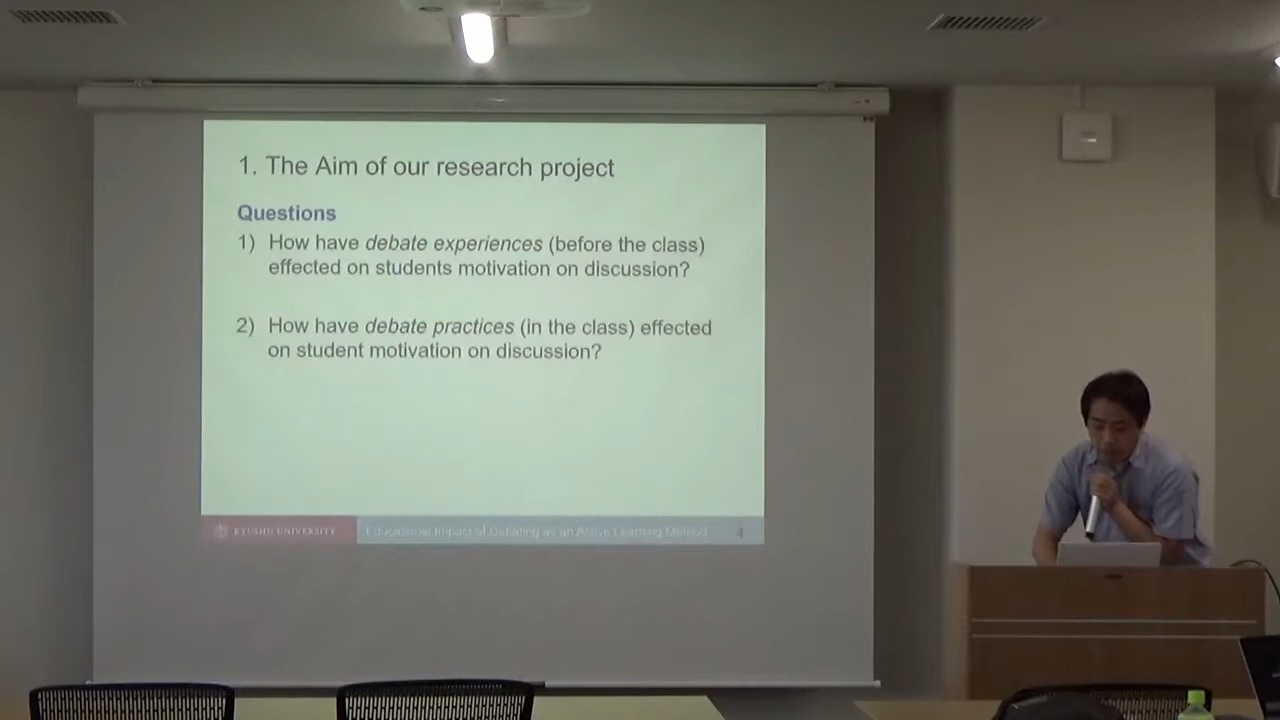 1. The Aim of our research project
Questions
1) How have debate experiences (before the class)
effected on students motivation on discussion?
2) How have debate practices (in the class) effected
on student motivation on discussion?
KYUSHU UNIVERSITY
Educational Impact of Debating as an Active Learning Method
4